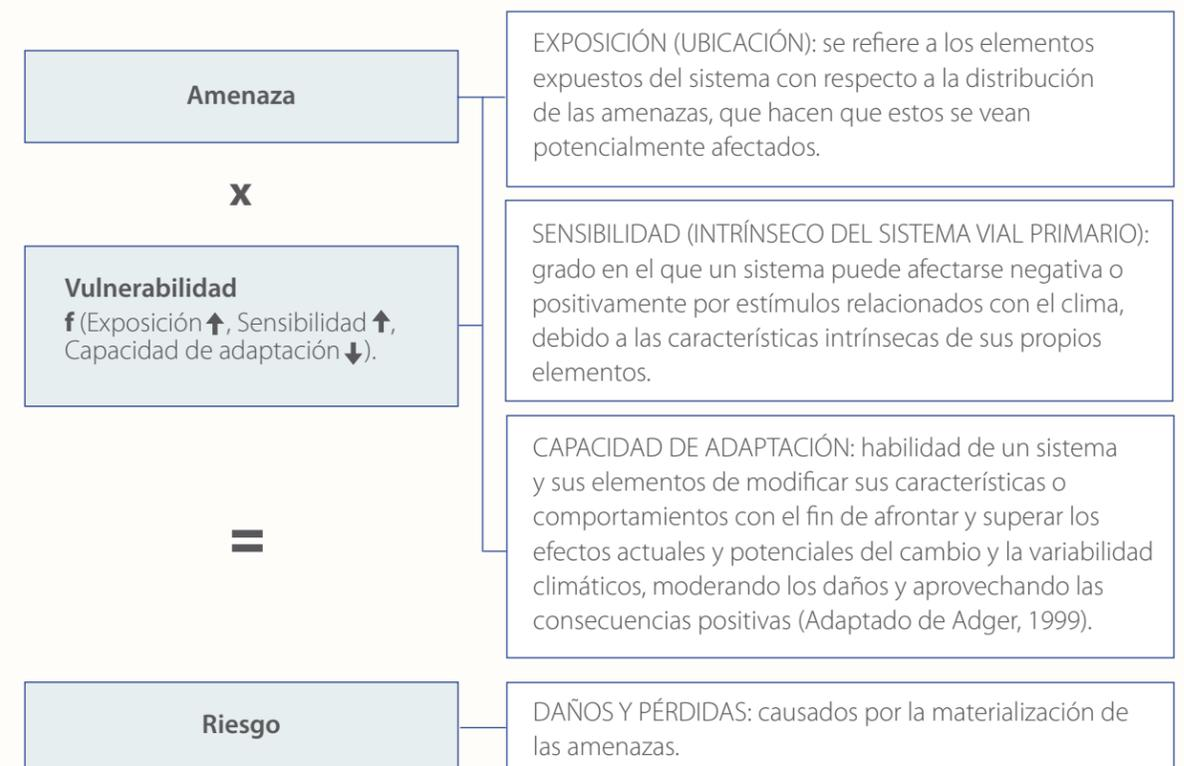 Amenaza
EXPOSICIÓN (UBICACIÓN): se refiere a los elementos
expuestos del sistema con respecto a la distribución
de las amenazas, que hacen que estos se vean
potencialmente afectados.
x
Vulnerabilidad
f (Exposición ↑, Sensibilidad ↑,
Capacidad de adaptación ↓).
SENSIBILIDAD (INTRÍNSECO DEL SISTEMA VIAL PRIMARIO):
grado en el que un sistema puede afectarse negativa o
positivamente por estímulos relacionados con el clima,
debido a las características intrínsecas de sus propios
elementos.
CAPACIDAD DE ADAPTACIÓN: habilidad de un sistema
y sus elementos de modificar sus características o
comportamientos con el fin de afrontar y superar los
efectos actuales y potenciales del cambio y la variabilidad
climáticos, moderando los daños y aprovechando las
consecuencias positivas (Adaptado de Adger, 1999).
=
Riesgo
DAÑOS Y PÉRDIDAS: causados por la materialización de
las amenazas.